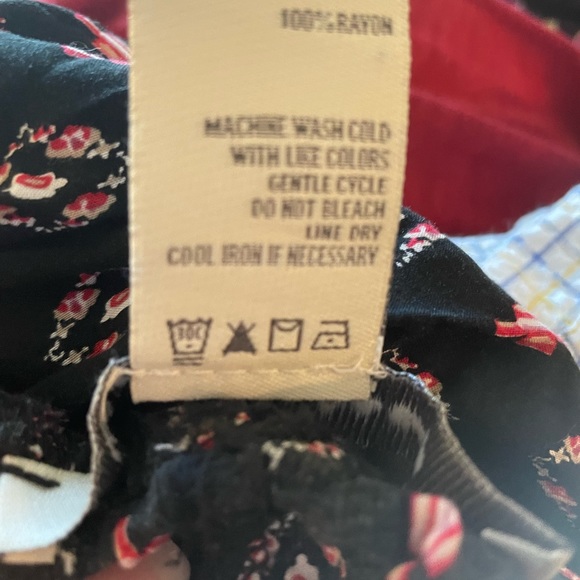 100% RAYON
MACHINE WASH COLD
WITH LIKE COLORS
GENTLE CYCLE
DO NOT BLEACH
LINE DRY
COOL IRON IF NECESSARY
30C